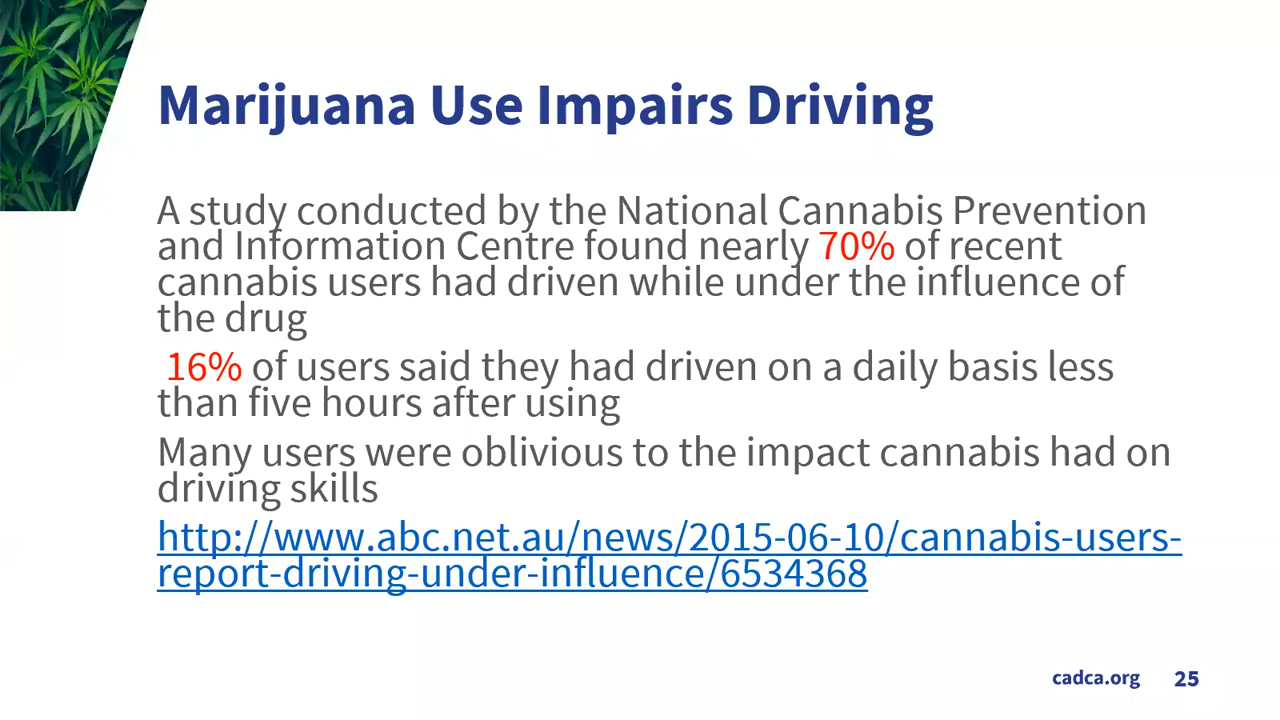 Marijuana Use Impairs Driving
A study conducted by the National Cannabis Prevention
and Information Centre found nearly 70% of recent
cannabis users had driven while under the influence of
the drug
16% of users said they had driven on a daily basis less
than five hours after using
Many users were oblivious to the impact cannabis had on
driving skills
http://www.abc.net.au/news/2015-06-10/cannabis-users-
report-driving-under-influence/6534368
cadca.org 25